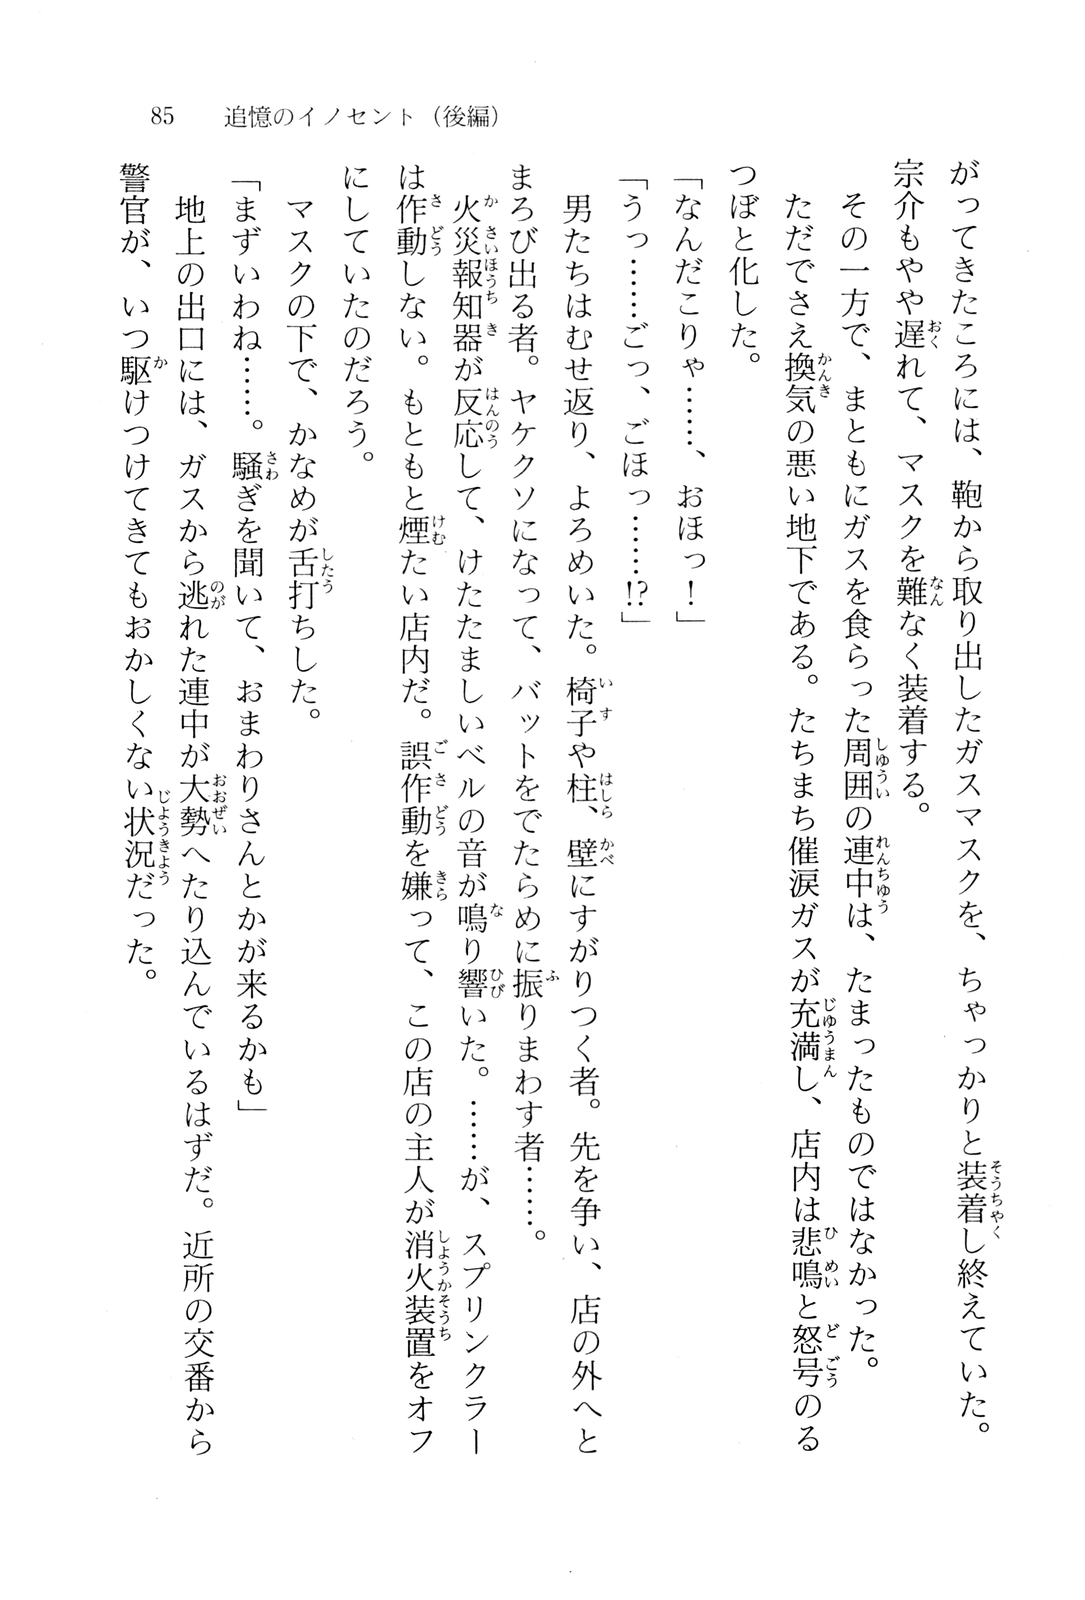 85　追憶のイノセント（後編）
がってきたころには、鞄から取り出したガスマスクを、ちゃっかりと装着し終えていた。
宗介もやや遅れて、マスクを難なく装着する。
　その一方で、まともにガスを食らった周囲の連中は、たまったものではなかった。
　ただでさえ換気の悪い地下である。たちまち催涙ガスが充満し、店内は悲鳴と怒号のる
つぼと化した。
「なんだこりゃ……、おほっ！」
「うっ……ごっ、ごほっ……!?」
　男たちはむせ返り、よろめいた。椅子や柱、壁にすがりつく者。先を争い、店の外へと
まろび出る者。ヤケクソになって、バットをでたらめに振りまわす者……。
　火災報知器が反応して、けたたましいベルの音が鳴り響いた。……が、スプリンクラー
は作動しない。もともと煙たい店内だ。誤作動を嫌って、この店の主人が消火装置をオフ
にしていたのだろう。
　マスクの下で、かなめが舌打ちした。
「まずいわね……。騒ぎを聞いて、おまわりさんとかが来るかも」
　地上の出口には、ガスから逃れた連中が大勢へたり込んでいるはずだ。近所の交番から
警官が、いつ駆けつけてきてもおかしくない状況だった。